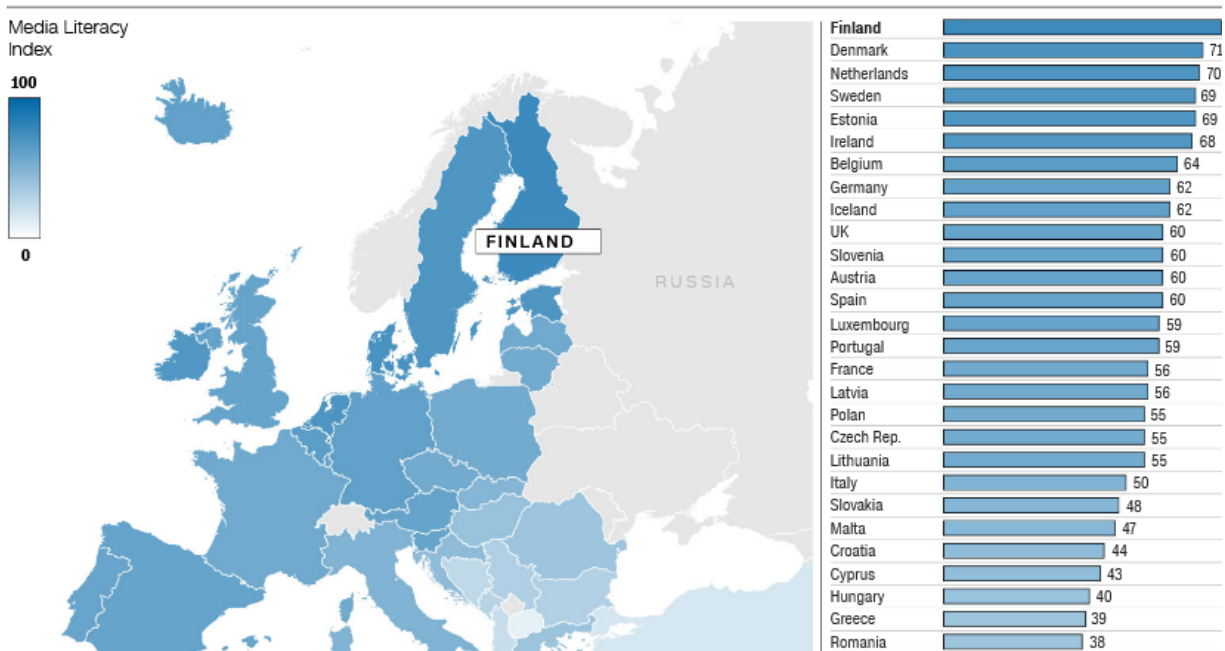 Media Literacy
Index
100
0
FINLAND
RUSSIA
Finland
Denmark 71
Netherlands 70
Sweden 69
Estonia 69
Ireland 68
Belgium 64
Germany 62
Iceland 62
UK 60
Slovenia 60
Austria 60
Spain 60
Luxembourg 59
Portugal 59
France 56
Latvia 56
Polan 55
Czech Rep. 55
Lithuania 55
Italy 50
Slovakia 48
Malta 47
Croatia 44
Cyprus 43
Hungary 40
Greece 39
Romania 38